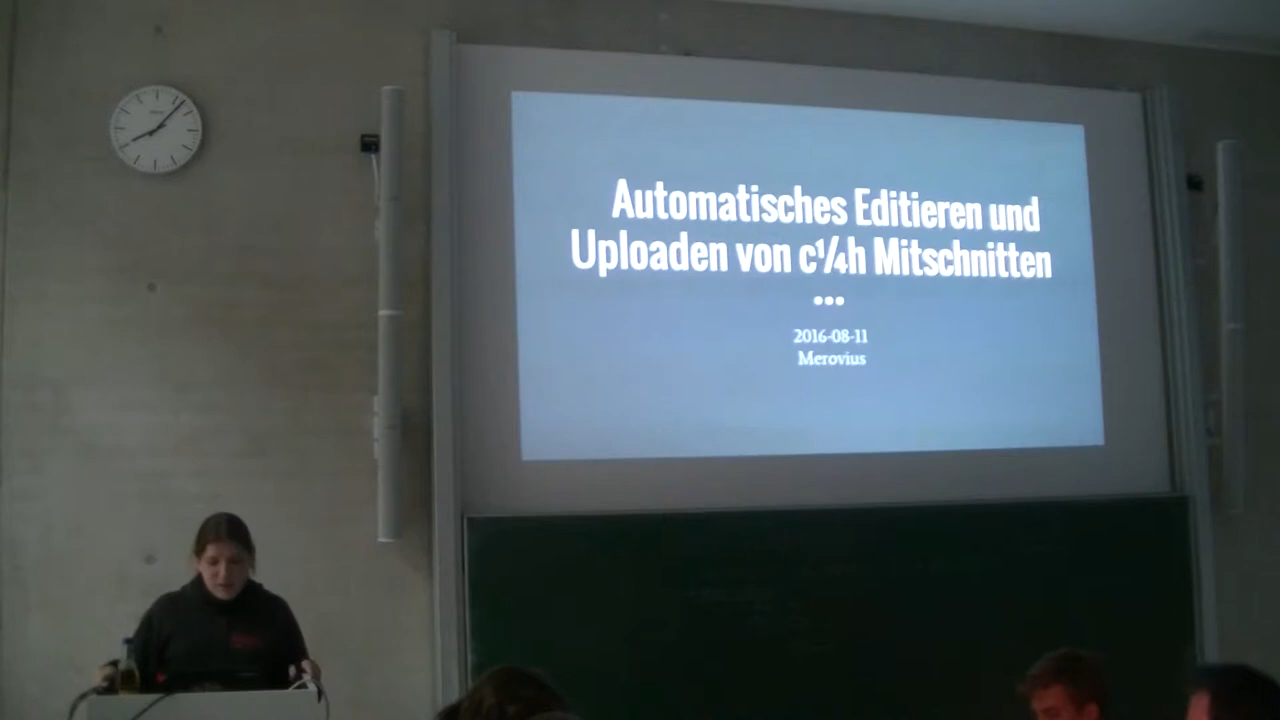 Automatisches Editieren und
Uploaden von c¼h Mitschnitten
•••
2016-08-11
Merovius